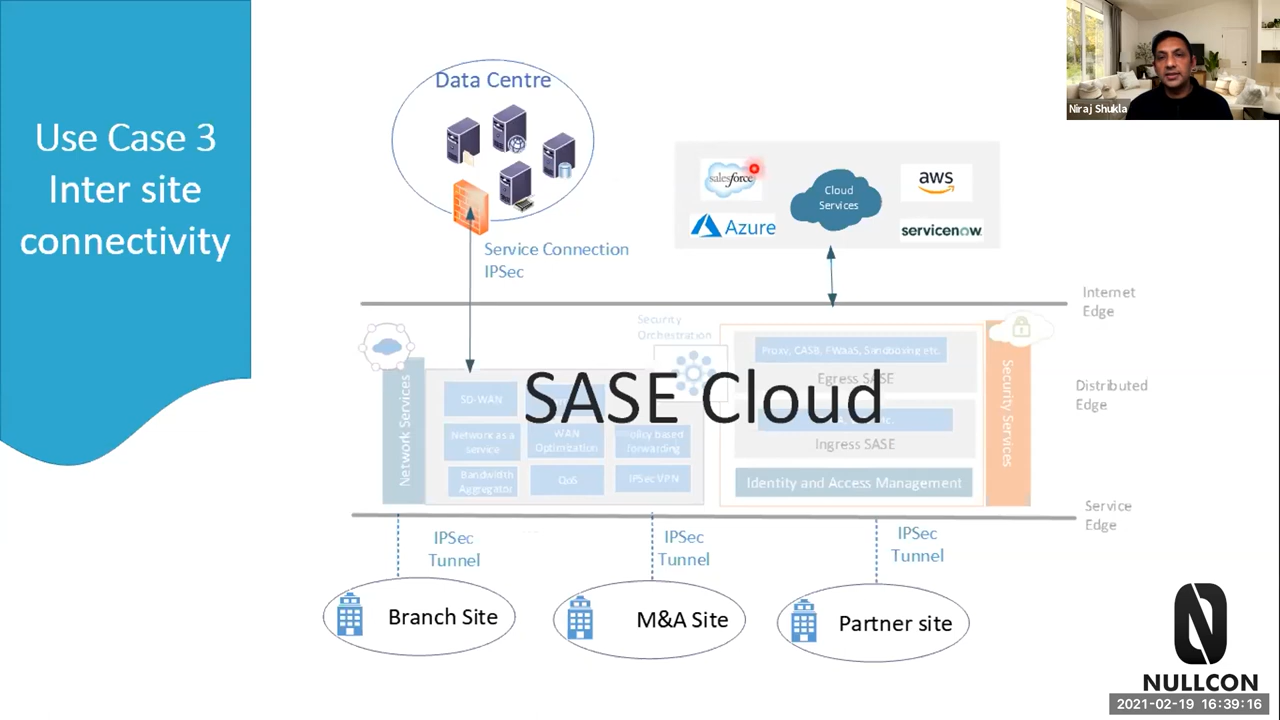 Use Case 3
Inter site
connectivity
Data Centre
Service Connection
IPSec
salesforce
Cloud
Services
aws
Azure
servicenow
Niraj Shukla
Internet
Edge
Security
Orchestration
Proxy, CASB, FWaaS, Sandboxing etc.
Egress SASE
SASE Cloud
Network Services
SD-WAN
Network as a
service
WAN
Optimization
Policy based
forwarding
Bandwidth
Aggregator
QoS
IPSec VPN
Ingress SASE
Identity and Access Management
Security Services
Distributed
Edge
Service
Edge
IPSec
Tunnel
IPSec
Tunnel
IPSec
Tunnel
Branch Site
M&A Site
Partner site
NULLCON
2021-02-19 16:39:16